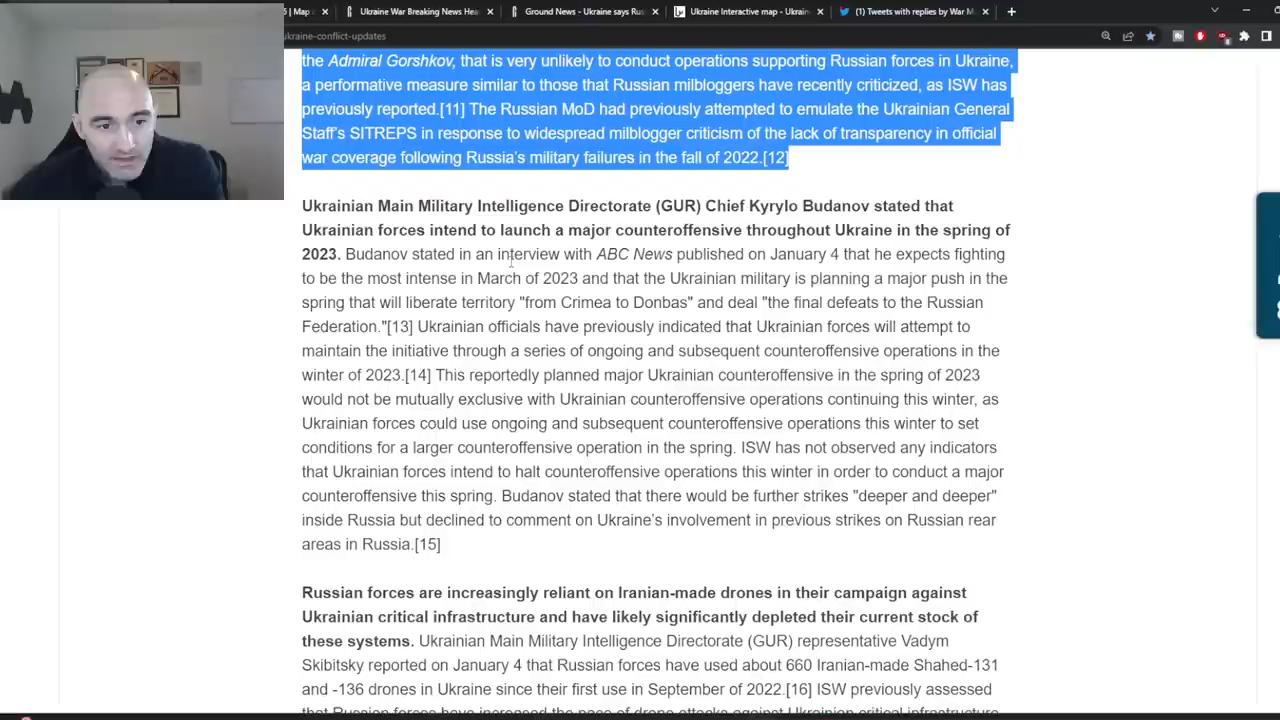 5 | Map Ukraine War Breaking News Hea Ground News - Ukraine says Rus Ukraine Interactive map - Ukrain (1) Tweets with replies by War M
ukraine-conflict-updates
the Admiral Gorshkov, that is very unlikely to conduct operations supporting Russian forces in Ukraine,
a performative measure similar to those that Russian milbloggers have recently criticized, as ISW has
previously reported.[11] The Russian MoD had previously attempted to emulate the Ukrainian General
Staff's SITREPS in response to widespread milblogger criticism of the lack of transparency in official
war coverage following Russia's military failures in the fall of 2022.[12]
Ukrainian Main Military Intelligence Directorate (GUR) Chief Kyrylo Budanov stated that
Ukrainian forces intend to launch a major counteroffensive throughout Ukraine in the spring of
2023. Budanov stated in an interview with ABC News published on January 4 that he expects fighting
to be the most intense in March of 2023 and that the Ukrainian military is planning a major push in the
spring that will liberate territory "from Crimea to Donbas" and deal "the final defeats to the Russian
Federation."[13] Ukrainian officials have previously indicated that Ukrainian forces will attempt to
maintain the initiative through a series of ongoing and subsequent counteroffensive operations in the
winter of 2023.[14] This reportedly planned major Ukrainian counteroffensive in the spring of 2023
would not be mutually exclusive with Ukrainian counteroffensive operations continuing this winter, as
Ukrainian forces could use ongoing and subsequent counteroffensive operations this winter to set
conditions for a larger counteroffensive operation in the spring. ISW has not observed any indicators
that Ukrainian forces intend to halt counteroffensive operations this winter in order to conduct a major
counteroffensive this spring. Budanov stated that there would be further strikes "deeper and deeper"
inside Russia but declined to comment on Ukraine's involvement in previous strikes on Russian rear
areas in Russia.[15]
Russian forces are increasingly reliant on Iranian-made drones in their campaign against
Ukrainian critical infrastructure and have likely significantly depleted their current stock of
these systems. Ukrainian Main Military Intelligence Directorate (GUR) representative Vadym
Skibitsky reported on January 4 that Russian forces have used about 660 Iranian-made Shahed-131
and -136 drones in Ukraine since their first use in September of 2022.[16] ISW previously assessed
that Russian forces have increased the pace of drone attacks against Ukrainian critical infrastructure